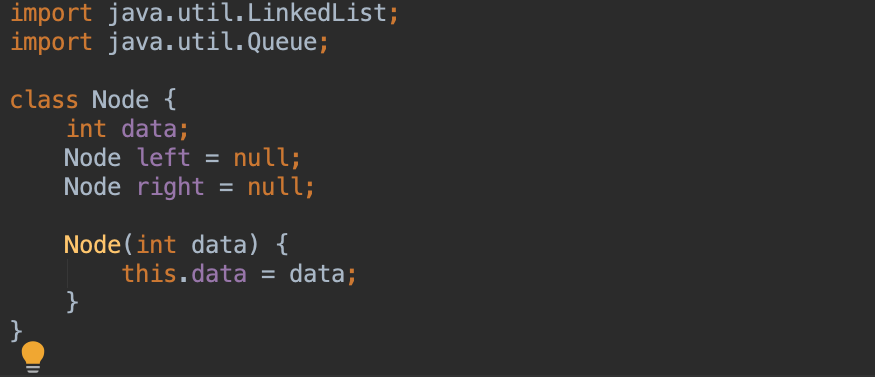 import java.util.LinkedList;
import java.util.Queue;

class Node {
    int data;
    Node left = null;
    Node right = null;

    Node(int data) {
        this.data = data;
    }
}